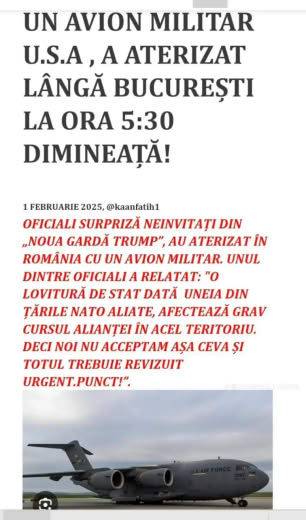 UN AVION MILITAR
U.S.A , A ATERIZAT
LÂNGĂ BUCUREȘTI
LA ORA 5:30
DIMINEAȚĂ!
1 FEBRUARIE 2025, @kaanfatih1
OFICIALI SURPRIZĂ NEINVITAȚI DIN
„NOUA GARDĂ TRUMP”, AU ATERIZAT ÎN
ROMÂNIA CU UN AVION MILITAR. UNUL
DINTRE OFICIALI A RELATAT: "O
LOVITURĂ DE STAT DATĂ UNEIA DIN
ȚĂRILE NATO ALIATE, AFECTEAZĂ GRAV
CURSUL ALIANȚEI ÎN ACEL TERITORIU.
DECI NOI NU ACCEPTAM AȘA CEVA ȘI
TOTUL TREBUIE REVIZUIT
URGENT.PUNCT!”.
U.S. AIR FORCE